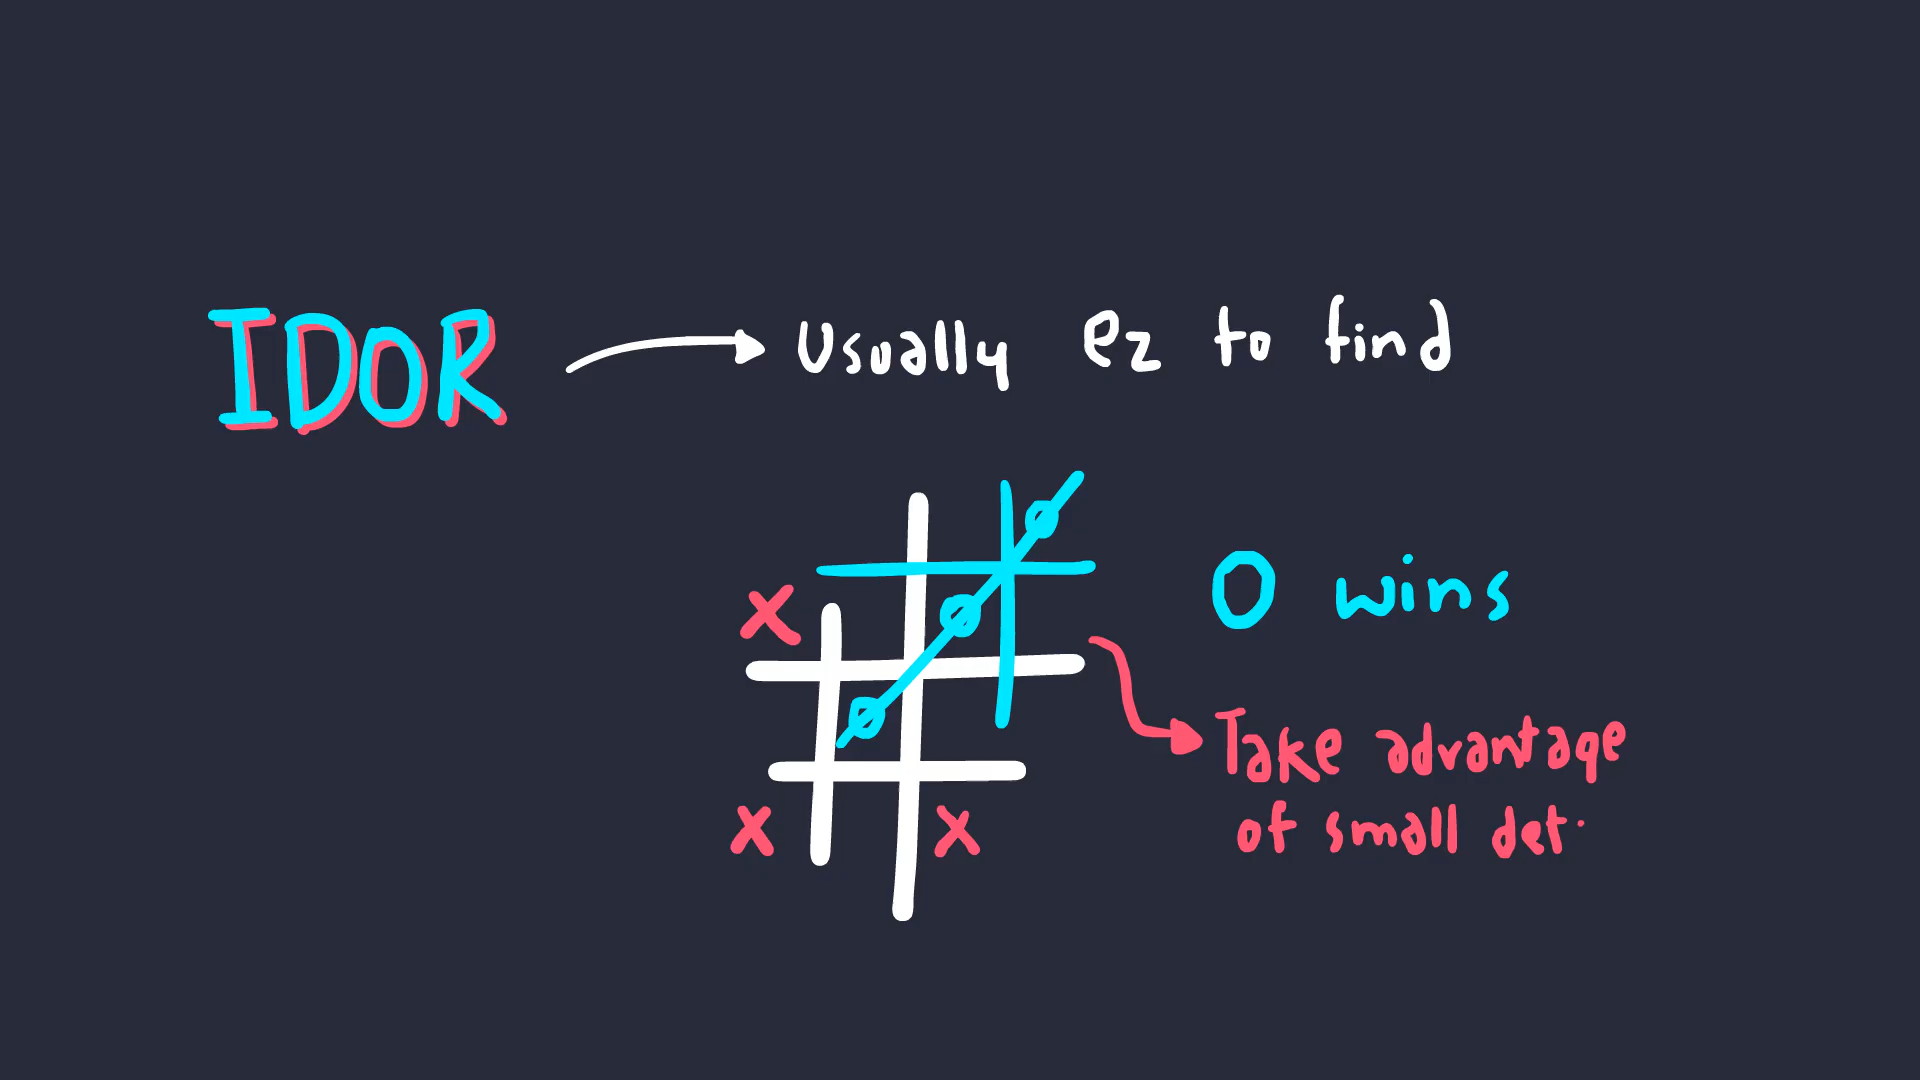 IDOR
Usually ez to find
X
O
O
O
X
X
O wins
Take advantage
of small det